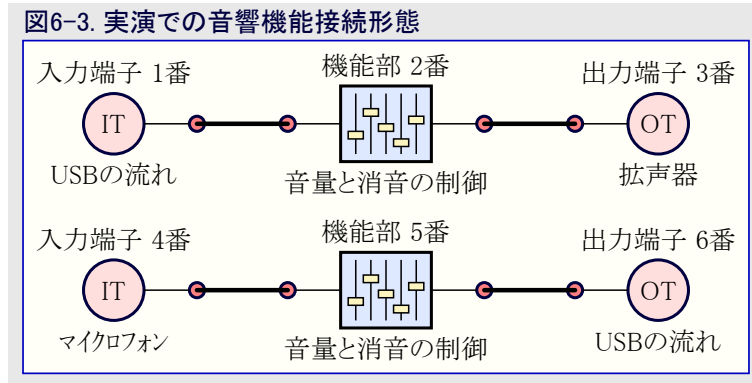 図6-3. 実演での音響機能接続形態
入力端子 1番
機能部 2番
出力端子 3番
IT
OT
USBの流れ
音量と消音の制御
拡声器
入力端子 4番
機能部 5番
出力端子 6番
IT
OT
マイクロフォン
音量と消音の制御
USBの流れ